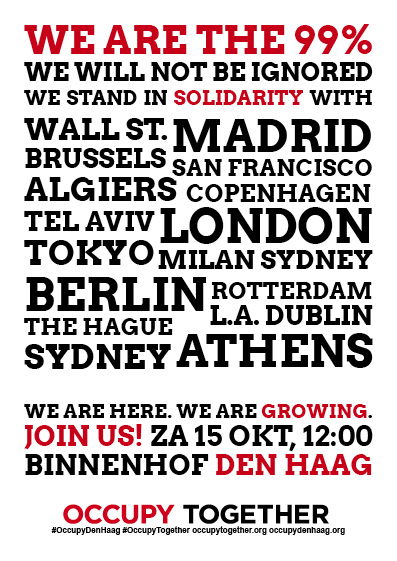 WE ARE THE 99%
WE WILL NOT BE IGNORED
WE STAND IN SOLIDARITY WITH
WALL ST. MADRID
BRUSSELS SAN FRANCISCO
ALGIERS COPENHAGEN
TEL AVIV LONDON
TOKYO MILAN SYDNEY
BERLIN ROTTERDAM
L.A. DUBLIN
THE HAGUE
SYDNEY ATHENS
WE ARE HERE. WE ARE GROWING.
JOIN US! ZA 15 OKT, 12:00
BINNENHOF DEN HAAG
OCCUPY TOGETHER
#OccupyDenHaag #OccupyTogether occupytogether.org occupydenhaag.org